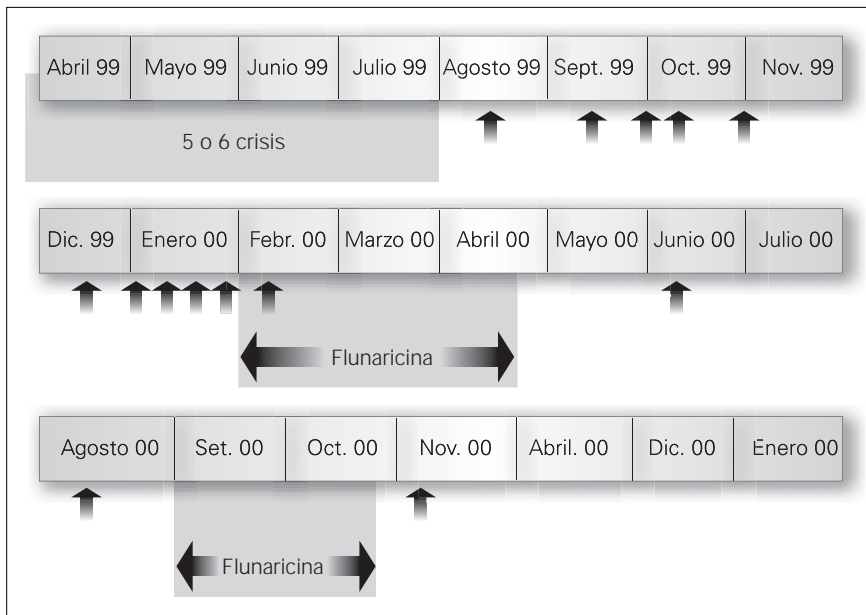 Abril 99 Mayo 99 Junio 99 Julio 99 Agosto 99 Sept. 99 Oct. 99 Nov. 99
5 o 6 crisis
Dic. 99 Enero 00 Febr. 00 Marzo 00 Abril 00 Mayo 00 Junio 00 Julio 00
Flunaricina
Agosto 00 Set. 00 Oct. 00 Nov. 00 Abril. 00 Dic. 00 Enero 00
Flunaricina